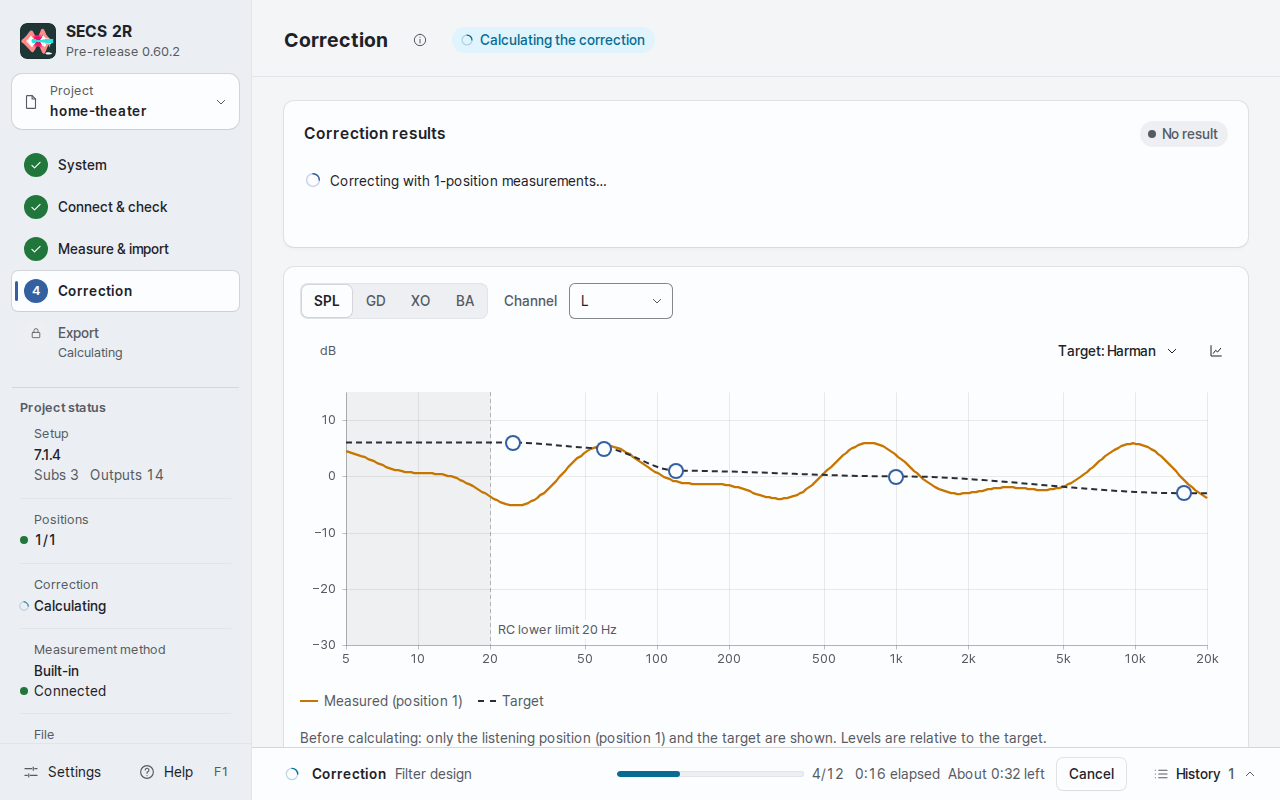 SECS 2R
Pre-release 0.60.2
Project
home-theater
System
Connect & check
Measure & import
4 Correction
Export
Calculating
Project status
Setup
7.1.4
Subs 3 Outputs 14
Positions
1/1
Correction
Calculating
Measurement method
Built-in
Connected
File
Settings Help F1
Correction Calculating the correction
Correction results No result
Correcting with 1-position measurements...
SPL GD XO BA Channel L
dB Target: Harman
10
0
−10
−20
RC lower limit 20 Hz
−30
5 10 20 50 100 200 500 1k 2k 5k 10k 20k
Measured (position 1) Target
Before calculating: only the listening position (position 1) and the target are shown. Levels are relative to the target.
Correction Filter design 4/12 0:16 elapsed About 0:32 left Cancel History 1